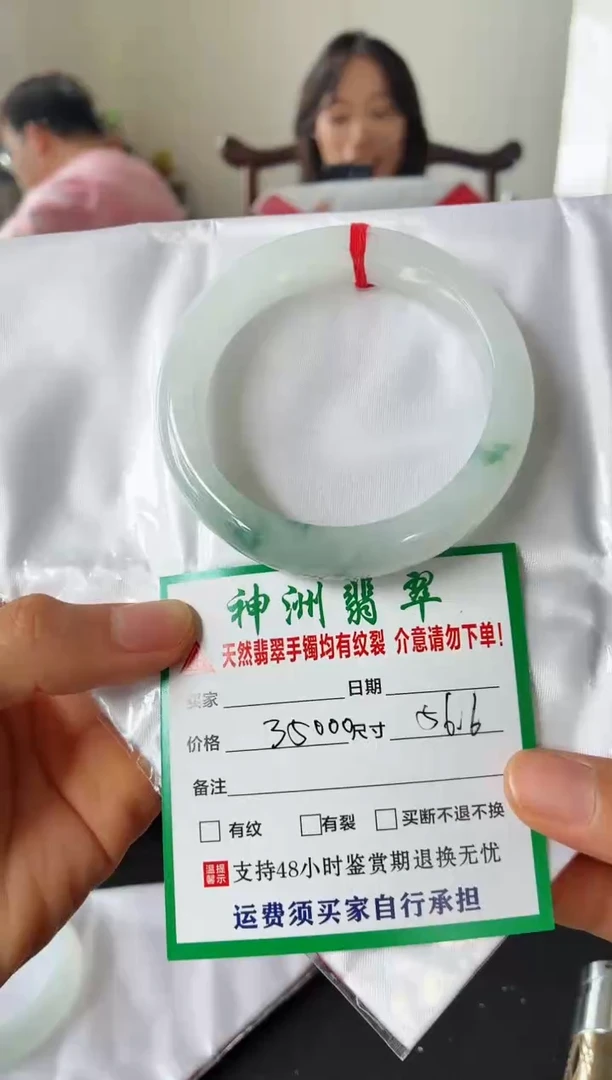 神洲翡翠
天然翡翠手镯均有纹裂 介意请勿下单!
买家 日期
价格 35000 尺寸 56.6
备注
有纹 有裂 买断不退不换
温馨提示 支持48小时鉴赏期退换无忧
运费须买家自行承担